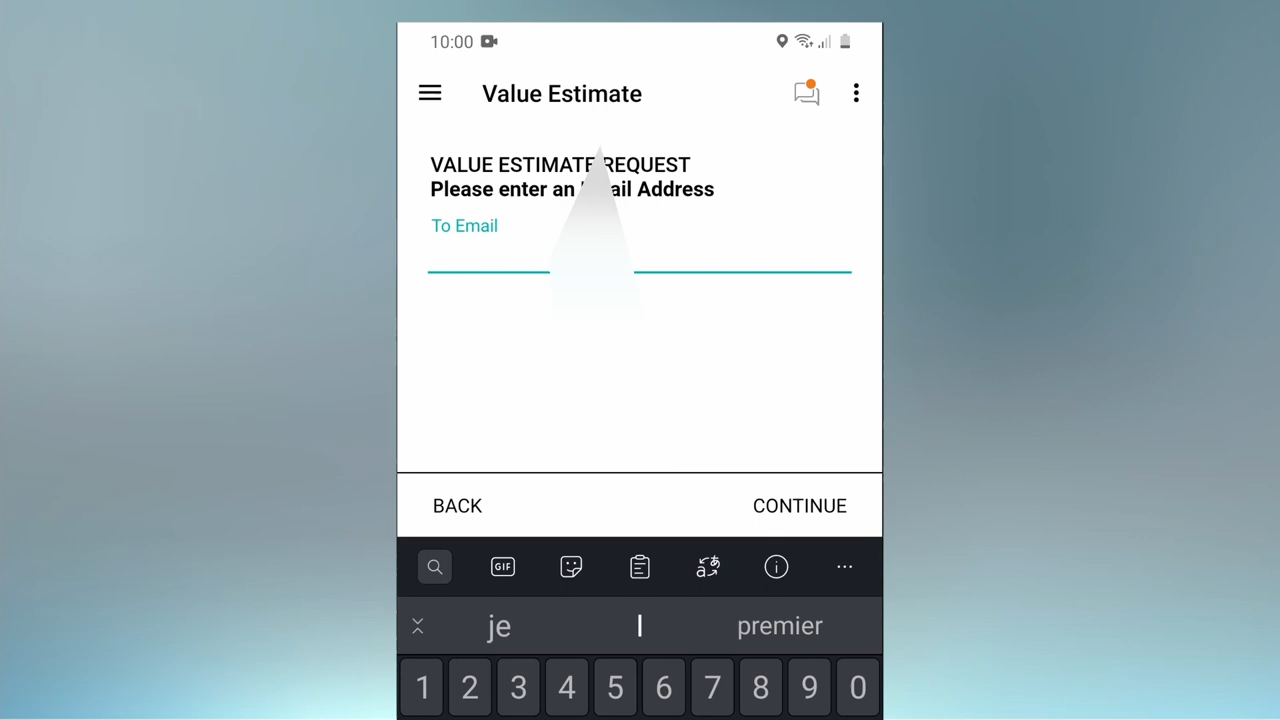 10:00
Value Estimate
VALUE ESTIMATE REQUEST
Please enter an ail Address
To Email
BACK
CONTINUE
GIF
je
I
premier
1 2 3 4 5 6 7 8 9 0